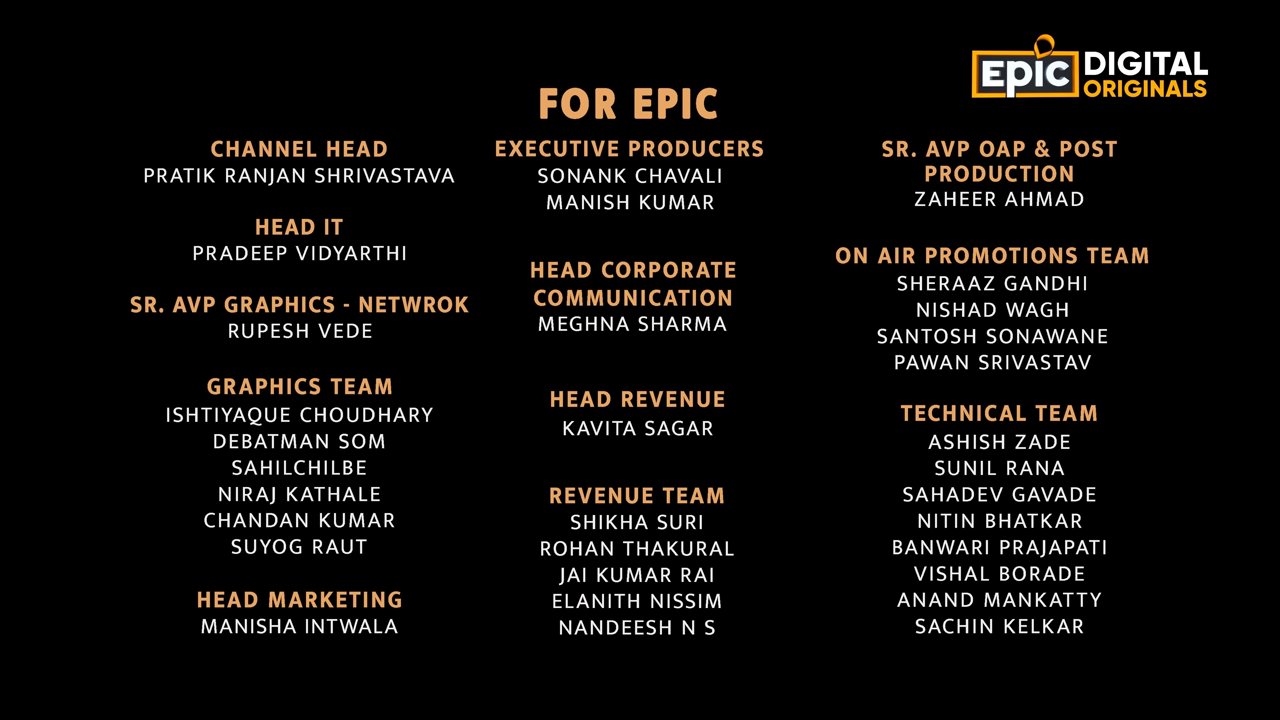 EPIC DIGITAL
ORIGINALS
FOR EPIC
CHANNEL HEAD
PRATIK RANJAN SHRIVASTAVA
HEAD IT
PRADEEP VIDYARTHI
SR. AVP GRAPHICS - NETWROK
RUPESH VEDE
GRAPHICS TEAM
ISHTIYAQUE CHOUDHARY
DEBATMAN SOM
SAHILCHILBE
NIRAJ KATHALE
CHANDAN KUMAR
SUYOG RAUT
HEAD MARKETING
MANISHA INTWALA
EXECUTIVE PRODUCERS
SONANK CHAVALI
MANISH KUMAR
HEAD CORPORATE
COMMUNICATION
MEGHNA SHARMA
HEAD REVENUE
KAVITA SAGAR
REVENUE TEAM
SHIKHA SURI
ROHAN THAKURAL
JAI KUMAR RAI
ELANITH NISSIM
NANDEESH N S
SR. AVP OAP & POST
PRODUCTION
ZAHEER AHMAD
ON AIR PROMOTIONS TEAM
SHERAAZ GANDHI
NISHAD WAGH
SANTOSH SONAWANE
PAWAN SRIVASTAV
TECHNICAL TEAM
ASHISH ZADE
SUNIL RANA
SAHADEV GAVADE
NITIN BHATKAR
BANWARI PRAJAPATI
VISHAL BORADE
ANAND MANKATTY
SACHIN KELKAR